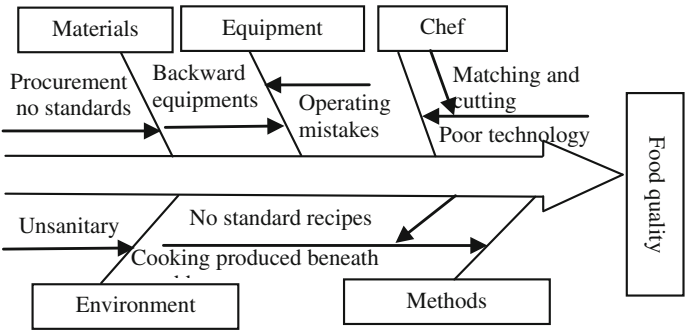 Materials
Equipment
Chef
Procurement
no standards
Backward
equipments
Operating
mistakes
Matching and
cutting
Poor technology
Food quality
Unsanitary
No standard recipes
Cooking produced beneath
Environment
Methods